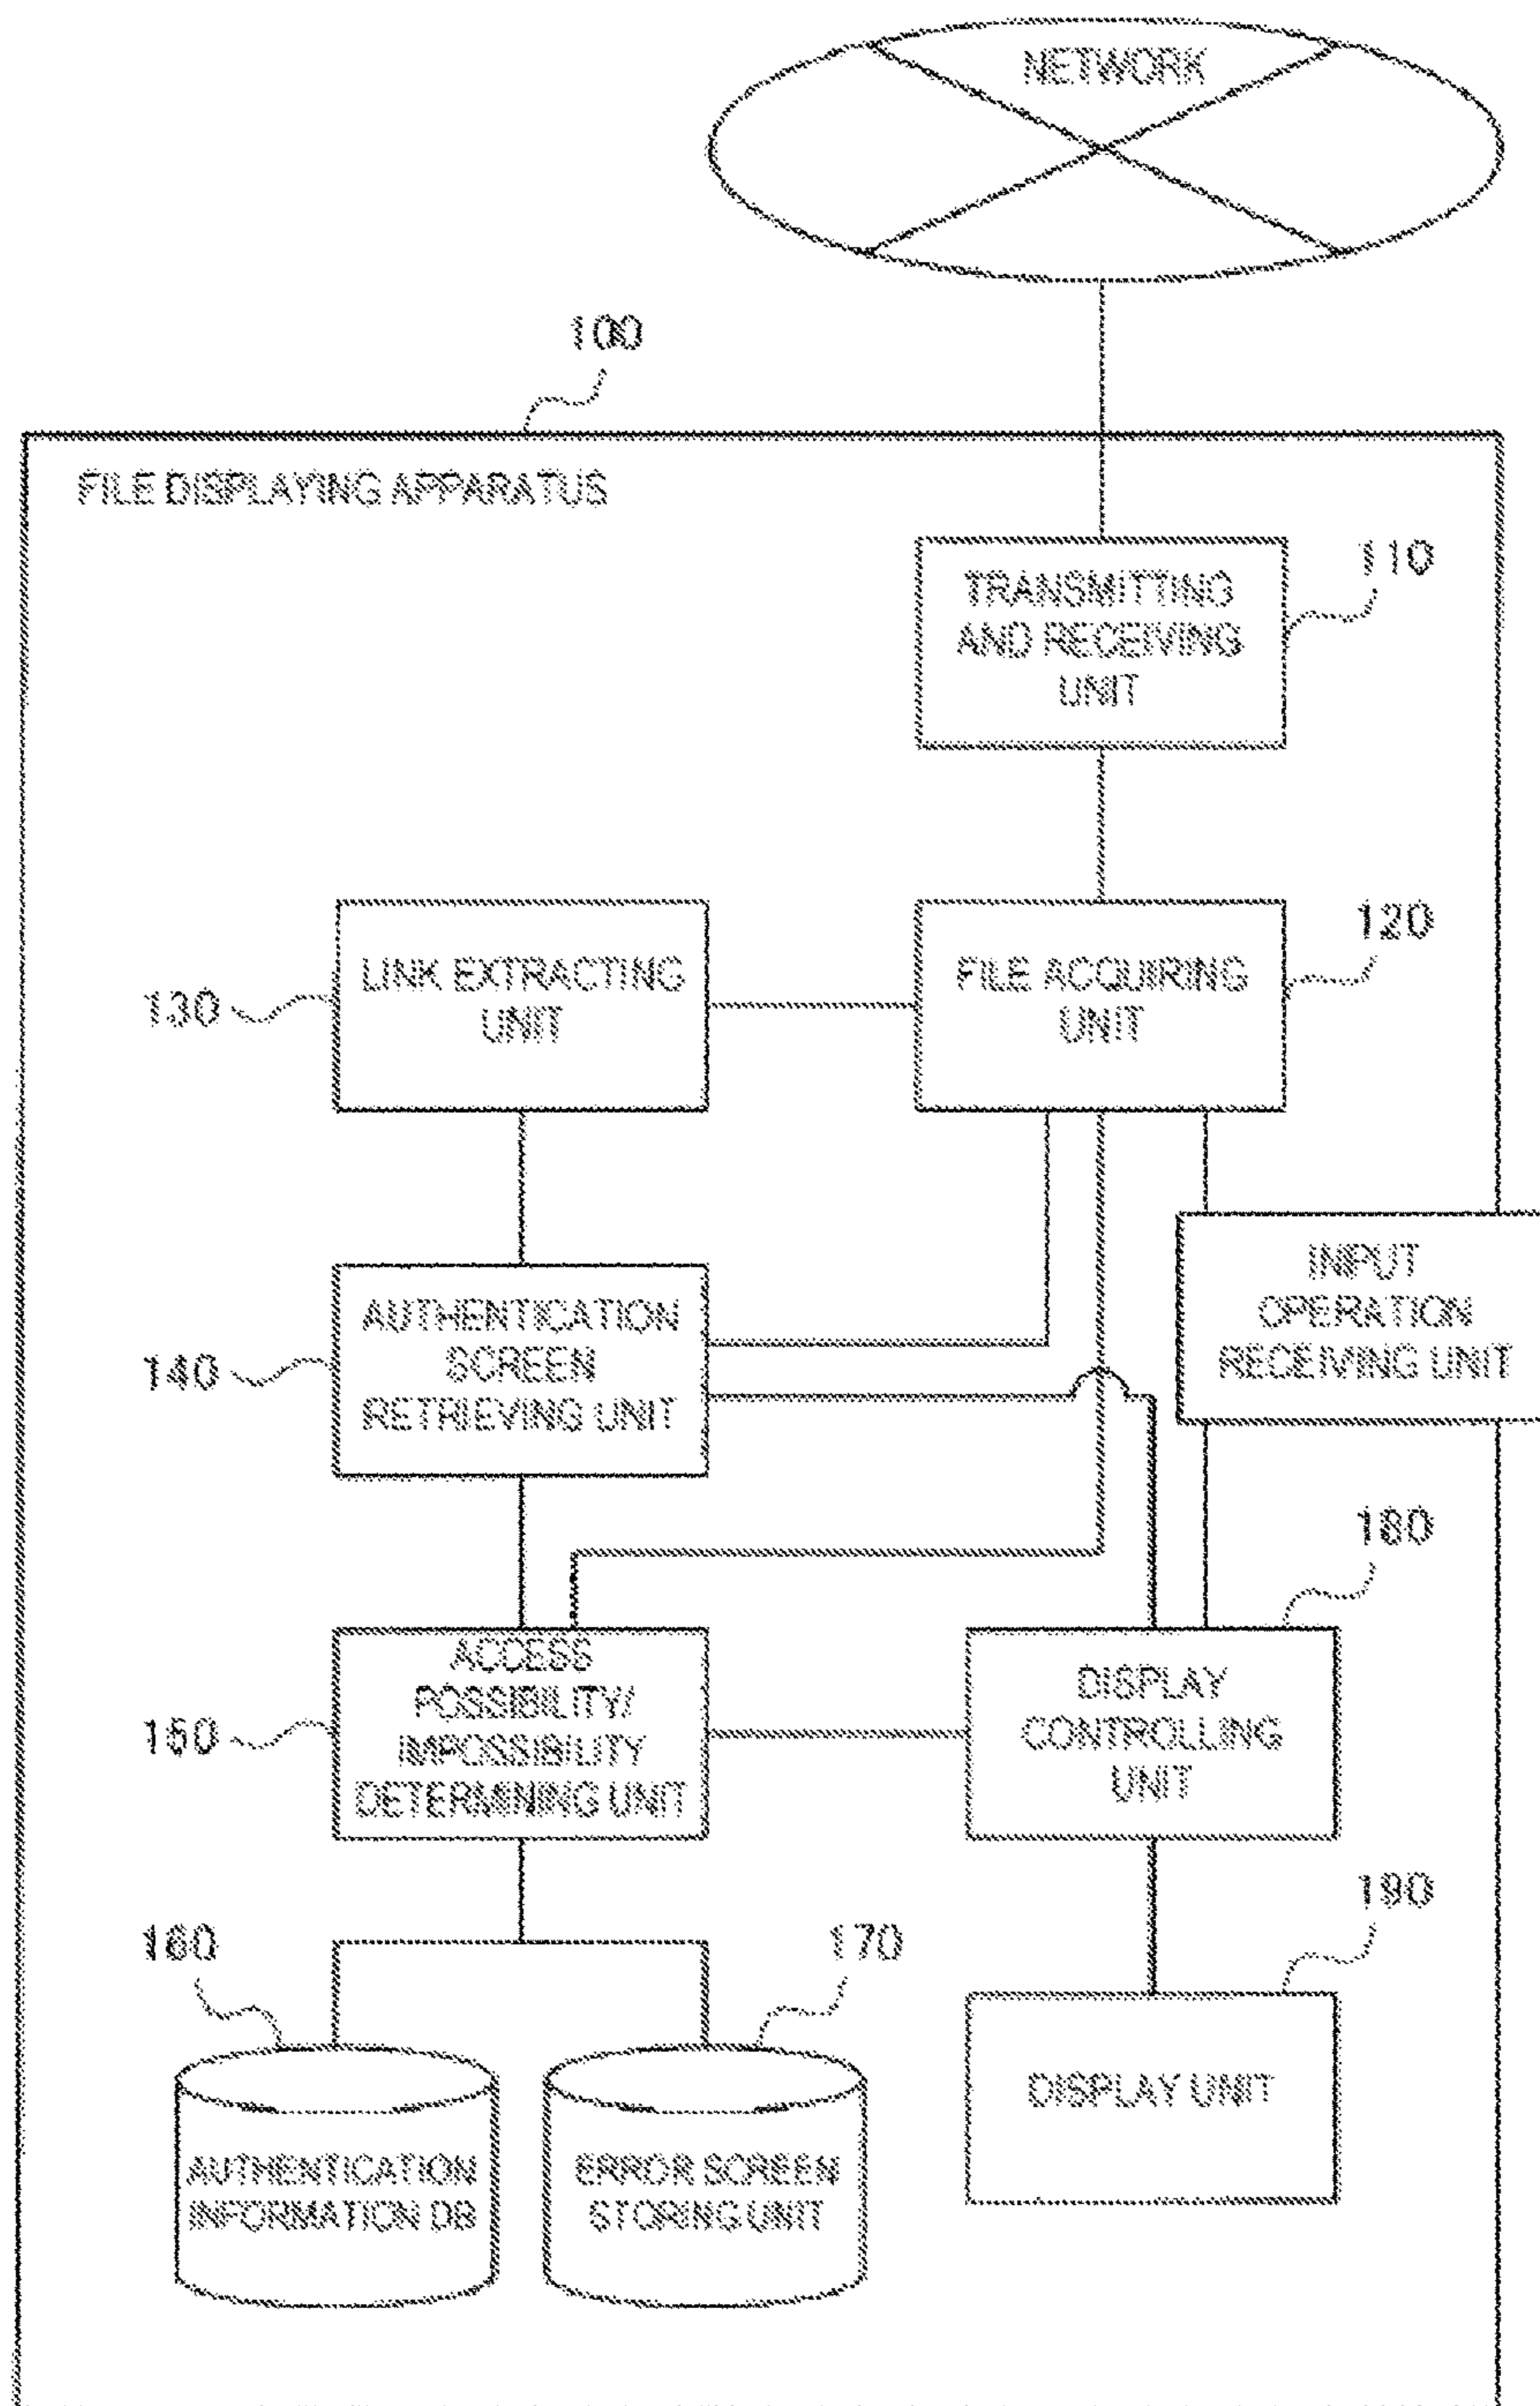 NETWORK
100
FILE DISPLAYING APPARATUS
110
TRANSMITTING
AND RECEIVING
UNIT
120
LINK EXTRACTING
UNIT
FILE ACQUIRING
UNIT
130
INPUT
OPERATION
RECEIVING UNIT
AUTHENTICATION
SCREEN
RETRIEVING UNIT
140
180
ACCESS
POSSIBILITY/
IMPOSSIBILITY
DETERMINING UNIT
150
DISPLAY
CONTROLLING
UNIT
190
160
170
DISPLAY UNIT
AUTHENTICATION
INFORMATION DB
ERROR SCREEN
STORING UNIT